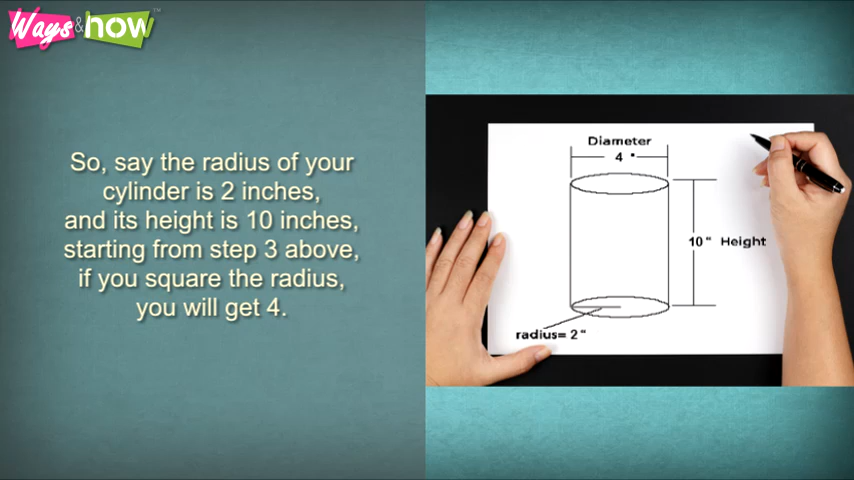 Ways & how ™
So, say the radius of your
cylinder is 2 inches,
and its height is 10 inches,
starting from step 3 above,
if you square the radius,
you will get 4.
Diameter
4 "
10 " Height
radius= 2 "